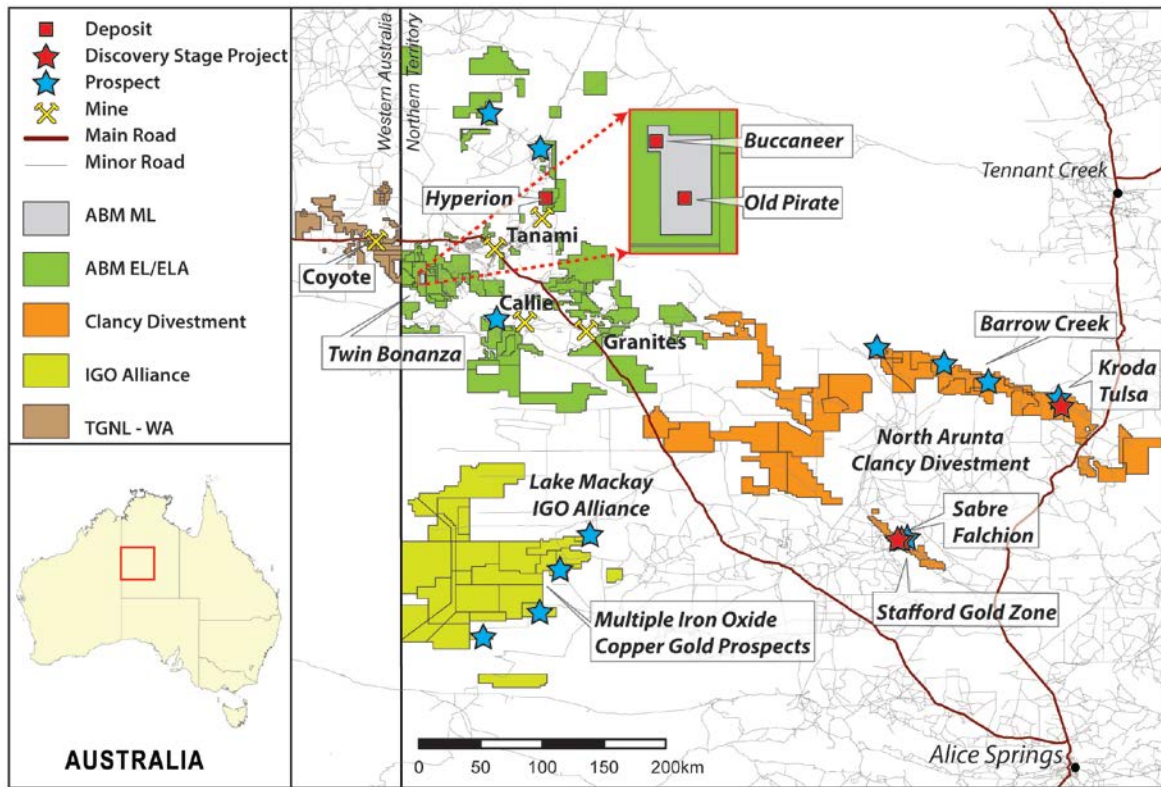 Deposit
Discovery Stage Project
Prospect
Mine
Main Road
Minor Road
ABM ML
ABM EL/ELA
Clancy Divestment
IGO Alliance
TGNL - WA
AUSTRALIA
Western Australia
Northern Territory
Buccaneer
Old Pirate
Tennant Creek
Hyperion
Tanami
Coyote
Callie
Twin Bonanza
Granites
Barrow Creek
Kroda
Tulsa
North Arunta
Clancy Divestment
Lake Mackay
IGO Alliance
Sabre
Falchion
Stafford Gold Zone
Multiple Iron Oxide
Copper Gold Prospects
0 50 100 150 200km
Alice Springs